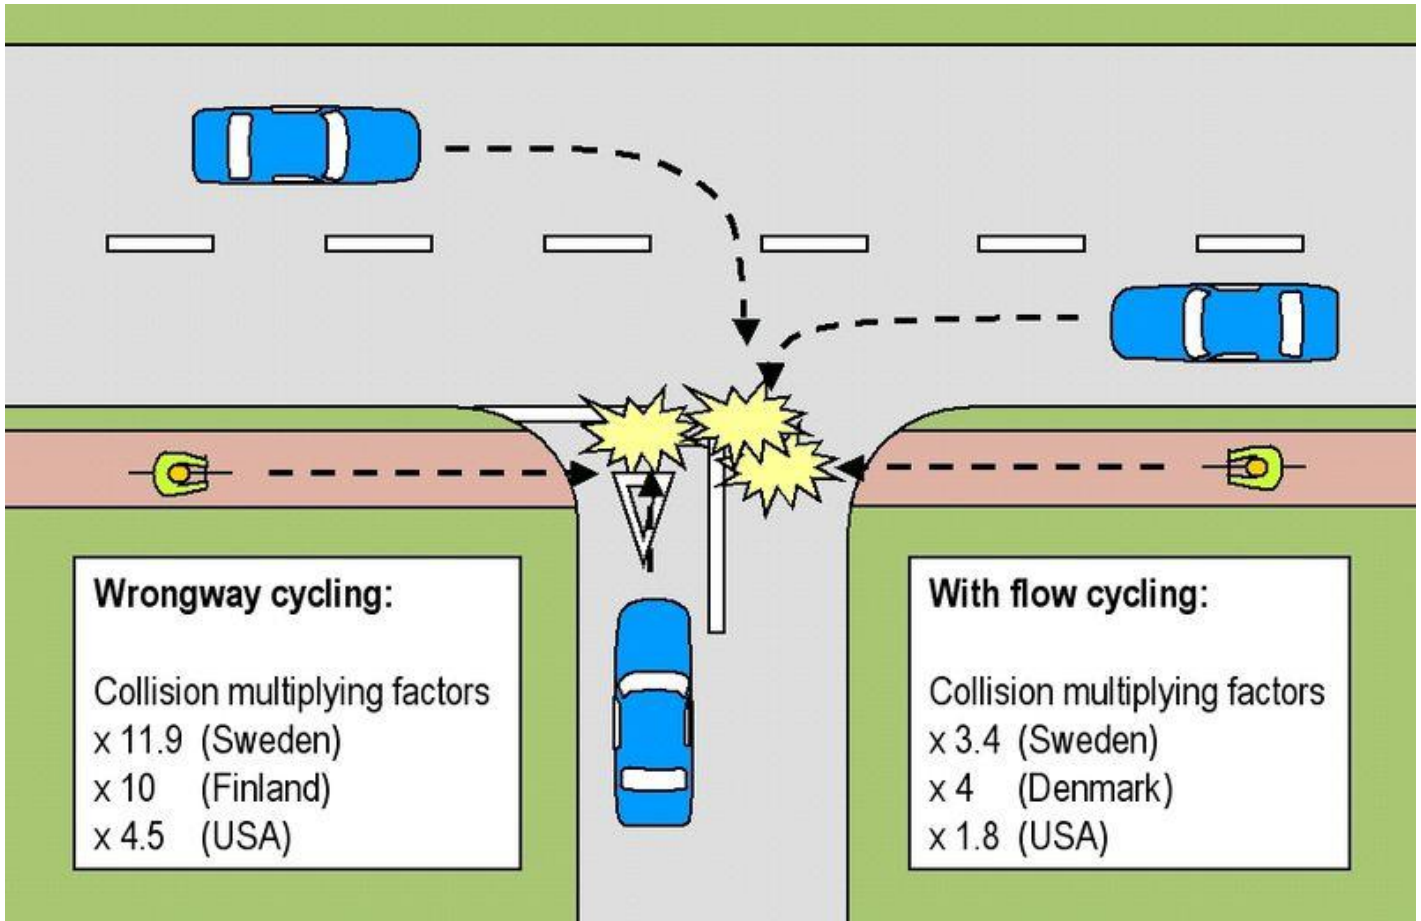 Wrongway cycling:
Collision multiplying factors
x 11.9 (Sweden)
x 10 (Finland)
x 4.5 (USA)
With flow cycling:
Collision multiplying factors
x 3.4 (Sweden)
x 4 (Denmark)
x 1.8 (USA)